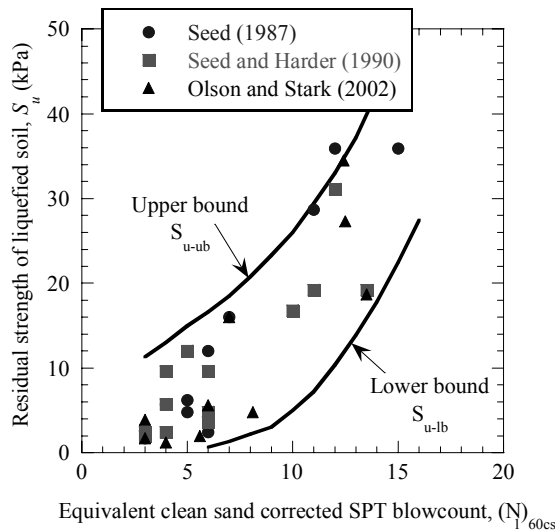 Seed (1987)
Seed and Harder (1990)
Olson and Stark (2002)
Residual strength of liquefied soil, S_u (kPa)
50
40
30
20
10
0
Upper bound
S_u-ub
Lower bound
S_u-lb
0 5 10 15 20
Equivalent clean sand corrected SPT blowcount, (N)_1 60cs